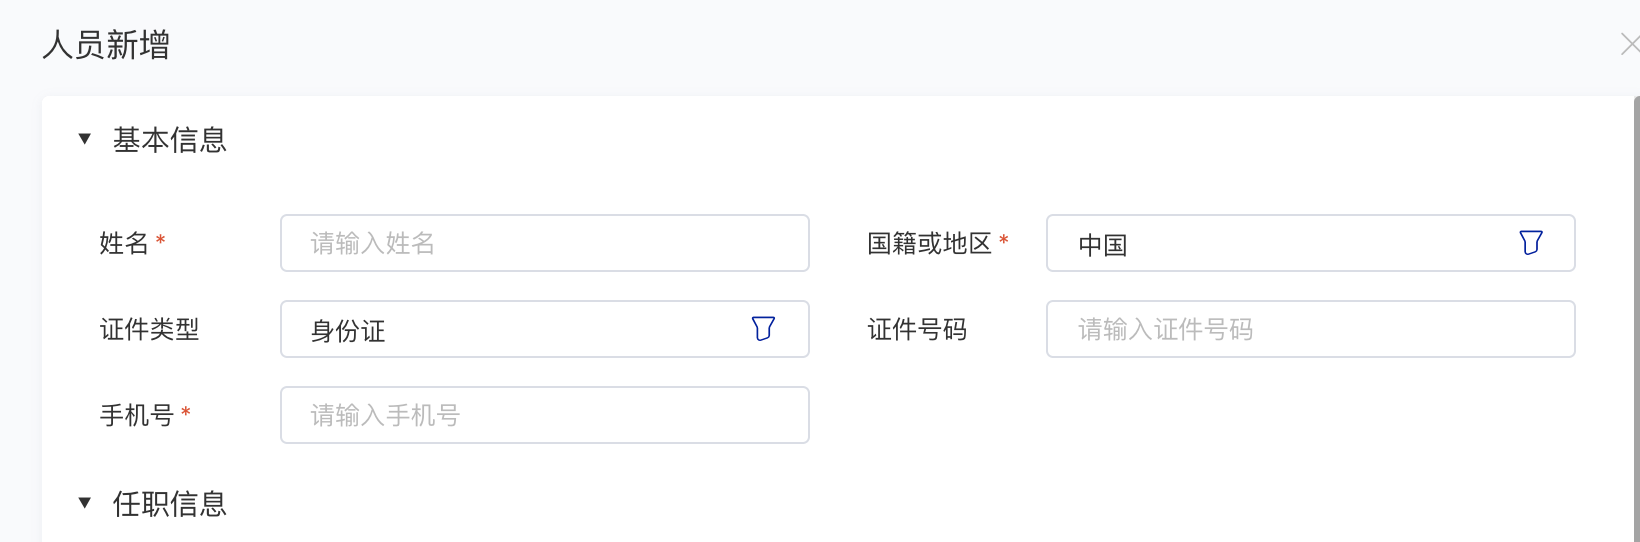 人员新增
基本信息
姓名 * 请输入姓名 国籍或地区 * 中国
证件类型 身份证 证件号码 请输入证件号码
手机号 * 请输入手机号
任职信息